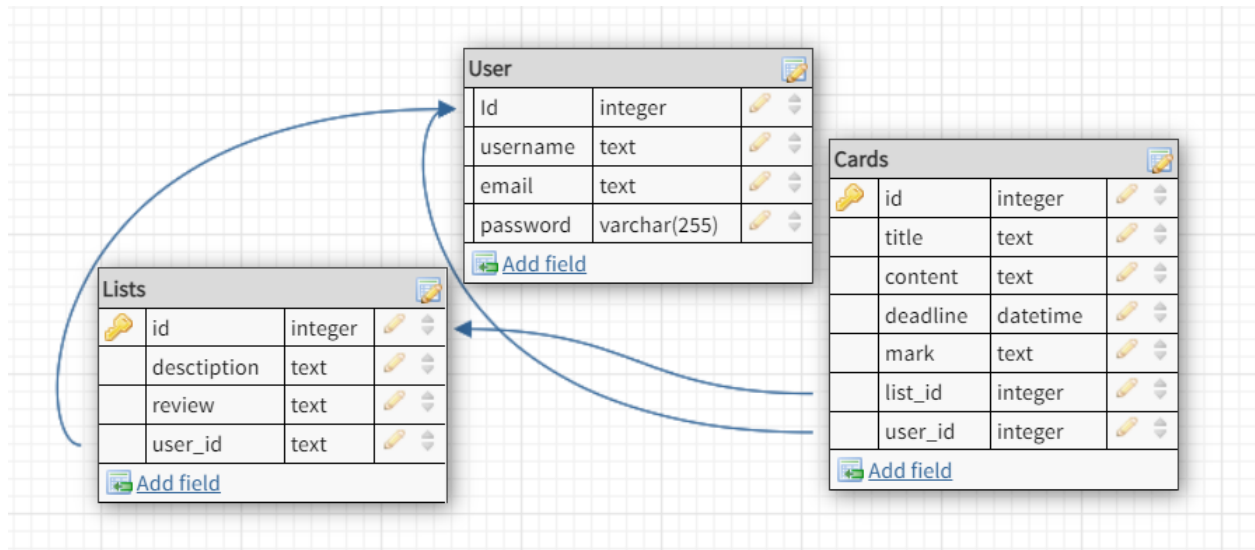 User
Id integer
username text
email text
password varchar(255)
Add field
Cards
id integer
title text
content text
deadline datetime
mark text
list_id integer
user_id integer
Add field
Lists
id integer
desctiption text
review text
user_id text
Add field